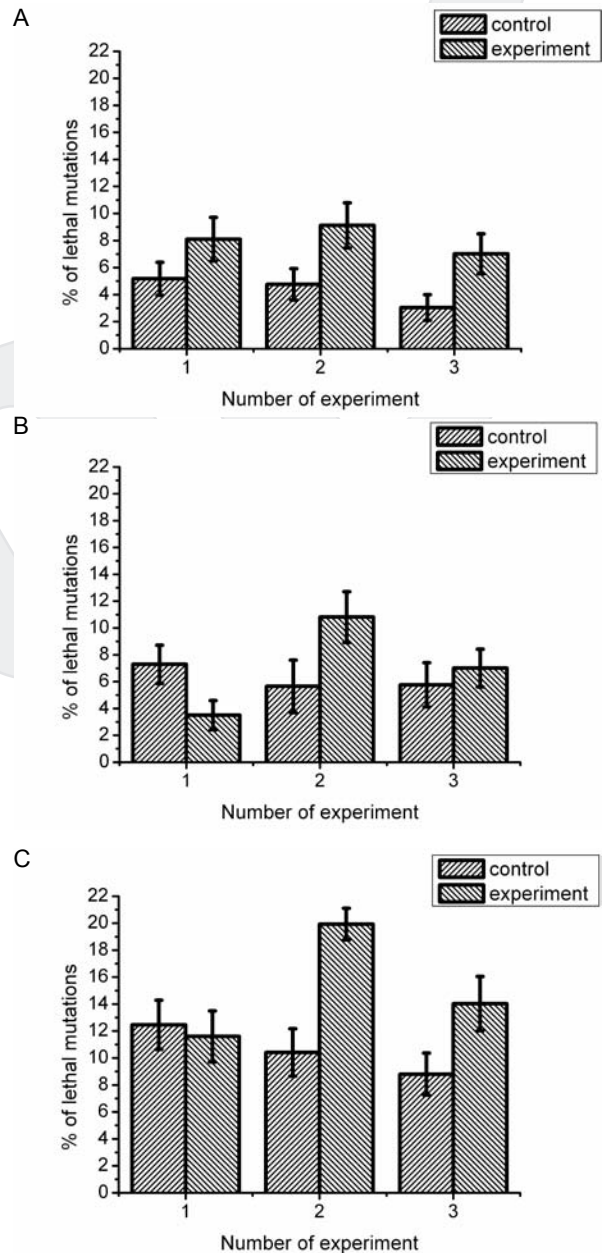 A
control
experiment
22
20
18
16
14
12
10
8
6
4
2
0
% of lethal mutations
1 2 3
Number of experiment
B
control
experiment
22
20
18
16
14
12
10
8
6
4
2
0
% of lethal mutations
1 2 3
Number of experiment
C
control
experiment
22
20
18
16
14
12
10
8
6
4
2
0
% of lethal mutations
1 2 3
Number of experiment